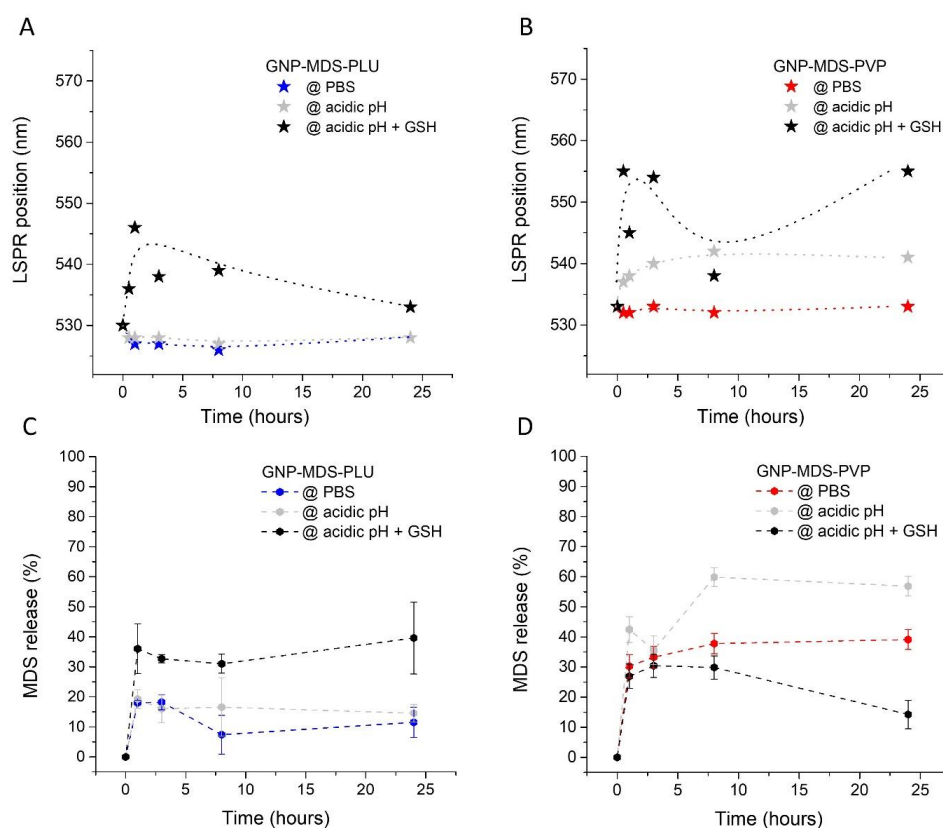 A
GNP-MDS-PLU
@ PBS
@ acidic pH
@ acidic pH + GSH
LSPR position (nm)
570
560
550
540
530
0 5 10 15 20 25
Time (hours)
B
GNP-MDS-PVP
@ PBS
@ acidic pH
@ acidic pH + GSH
LSPR position (nm)
570
560
550
540
530
0 5 10 15 20 25
Time (hours)
C
GNP-MDS-PLU
@ PBS
@ acidic pH
@ acidic pH + GSH
MDS release (%)
100
90
80
70
60
50
40
30
20
10
0
0 5 10 15 20 25
Time (hours)
D
GNP-MDS-PVP
@ PBS
@ acidic pH
@ acidic pH + GSH
MDS release (%)
100
90
80
70
60
50
40
30
20
10
0
0 5 10 15 20 25
Time (hours)